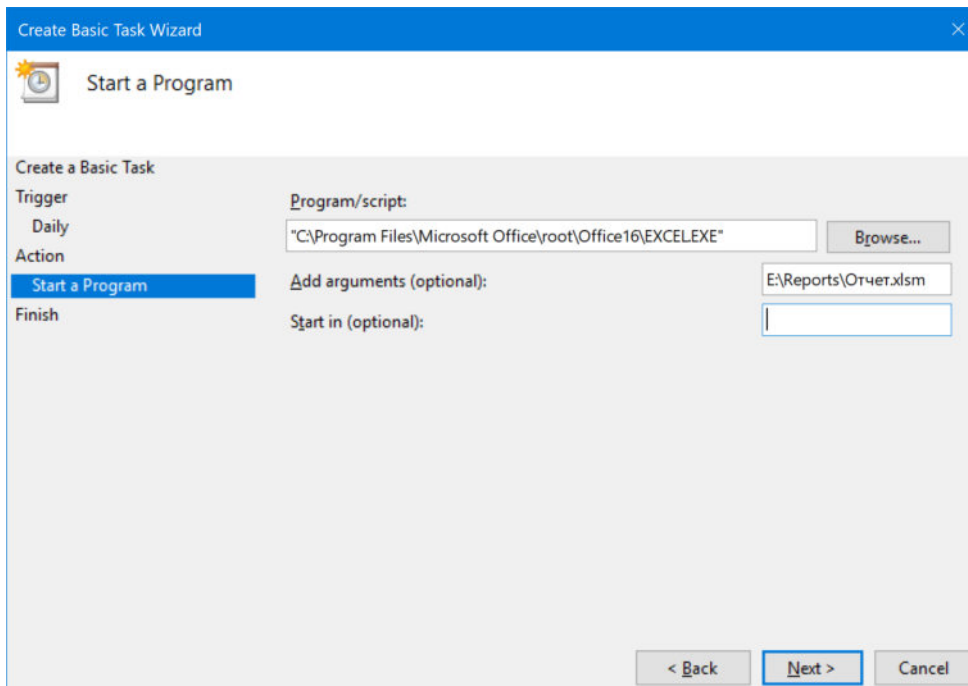 Create Basic Task Wizard
Start a Program
Create a Basic Task
Trigger
Daily
Action
Start a Program
Finish
Program/script:
"C:\Program Files\Microsoft Office\root\Office16\EXCEL.EXE"
Browse...
Add arguments (optional):
E:\Reports\Отчет.xlsm
Start in (optional):
< Back
Next >
Cancel